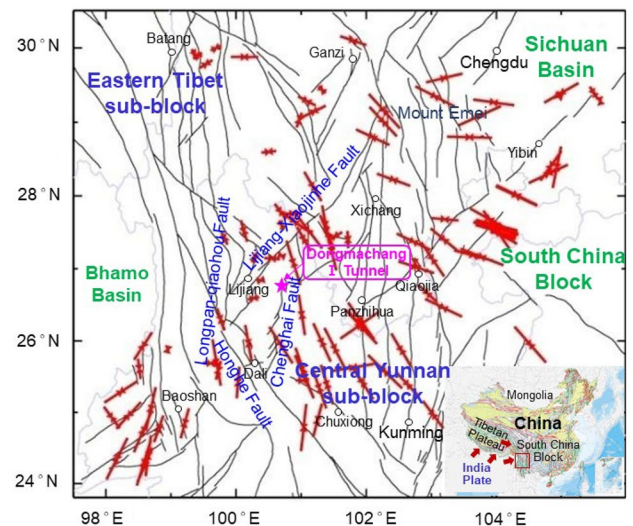 30°N
Batang
Ganzi
Chengdu
Sichuan
Basin
Eastern Tibet
sub-block
Mount Emei
Yibin
28°N
Xichang
Lijiang-Xiaojinhe Fault
Longpan-qiaohou Fault
Dongmachang
1 Tunnel
South China
Block
Bhamo
Basin
Lijiang
Qiaojia
Chenghai Fault
Panzhihua
26°N
Honghe Fault
Dali
Central Yunnan
sub-block
Baoshan
Chuxiong
Kunming
24°N
98°E
100°E
102°E
104°E
Mongolia
China
Tibetan
Plateau
South China
Block
India
Plate